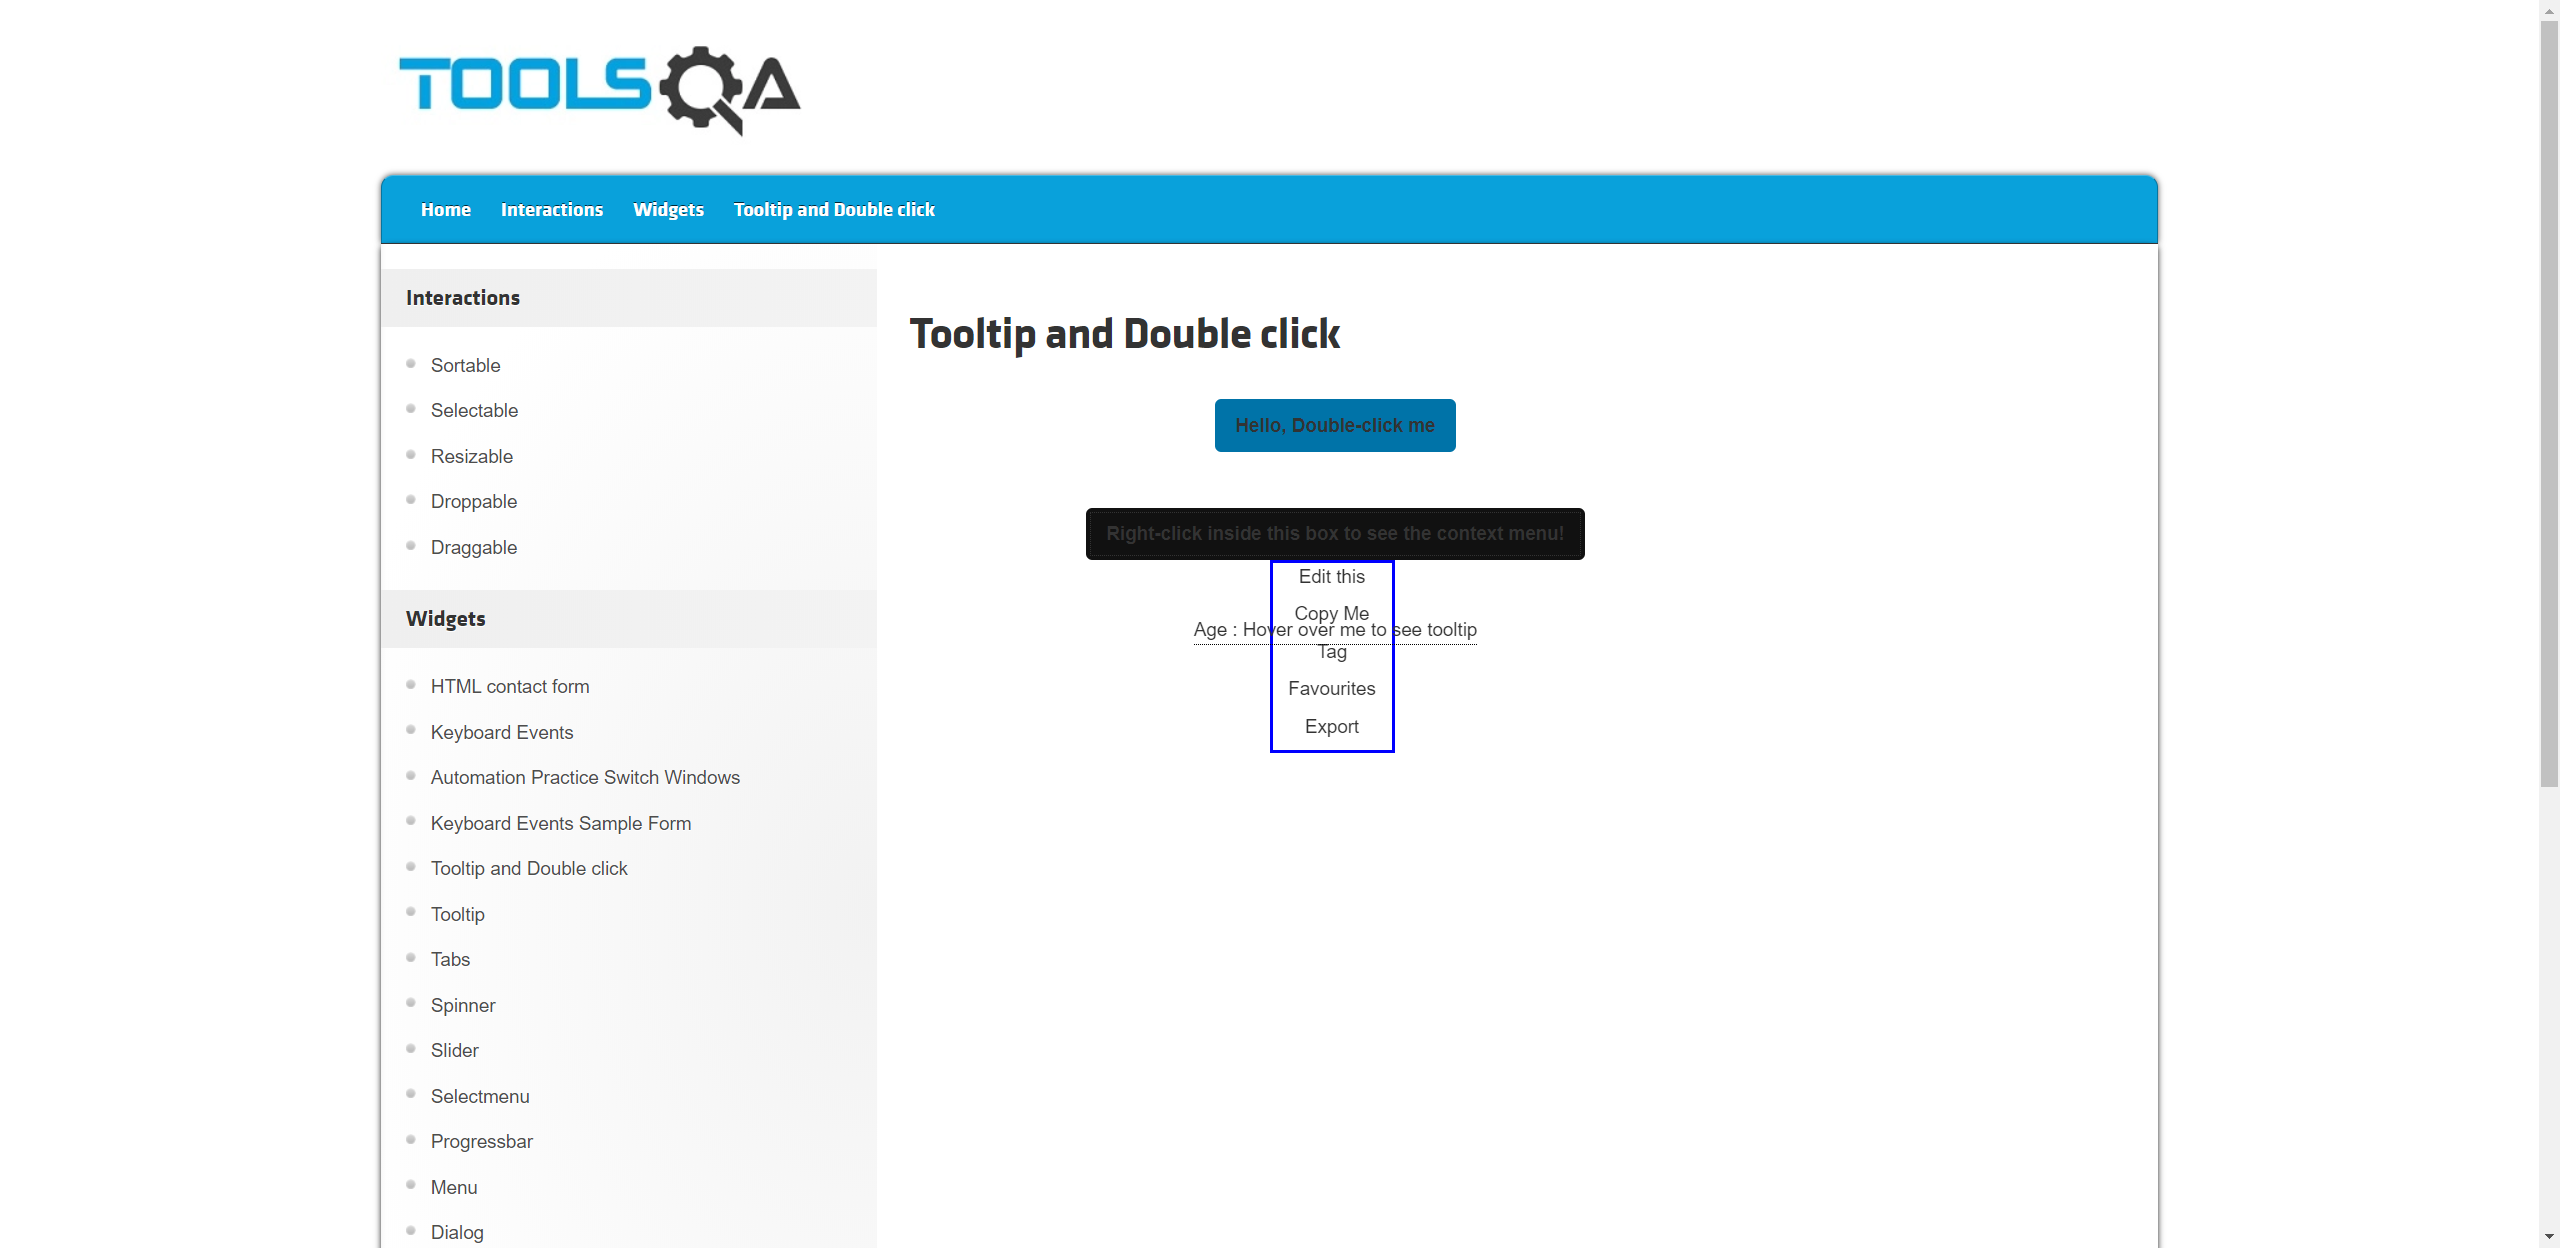 TOOLSQA
Home Interactions Widgets Tooltip and Double click
Interactions
Sortable
Selectable
Resizable
Droppable
Draggable
Widgets
HTML contact form
Keyboard Events
Automation Practice Switch Windows
Keyboard Events Sample Form
Tooltip and Double click
Tooltip
Tabs
Spinner
Slider
Selectmenu
Progressbar
Menu
Dialog
Tooltip and Double click
Hello, Double-click me
Right-click inside this box to see the context menu!
Edit this
Copy Me
Age : Hover over me to see tooltip
Tag
Favourites
Export